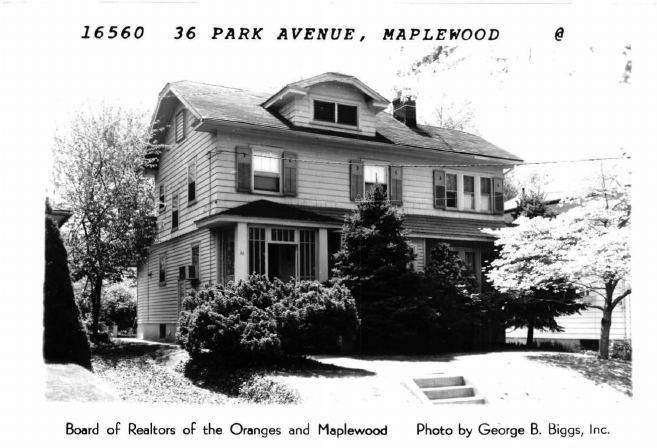 16560 36 PARK AVENUE, MAPLEWOOD @
Board of Realtors of the Oranges and Maplewood Photo by George B. Biggs, Inc.